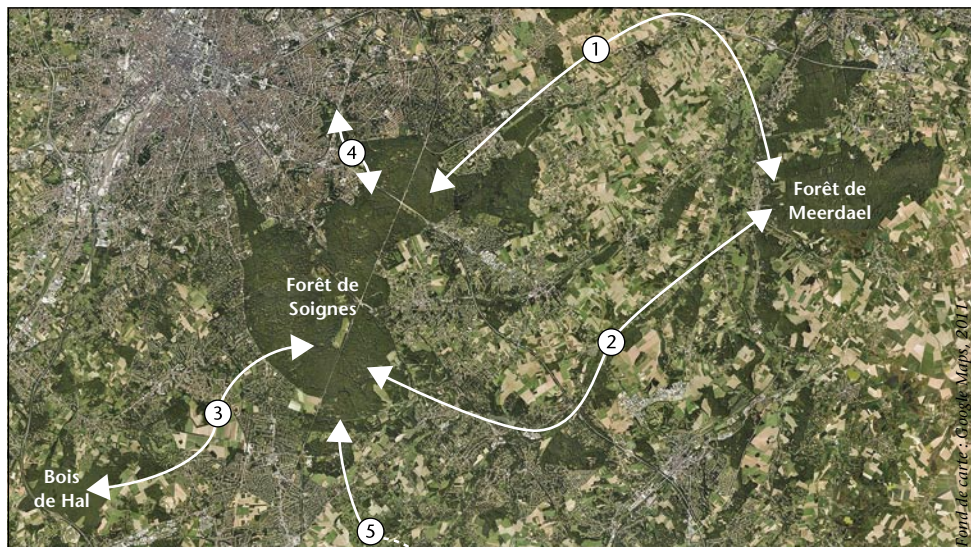 1
4
Forêt de
Meerdael
Forêt de
Soignes
2
3
Bois
de Hal
5
Fond de carte : Google Maps, 2011